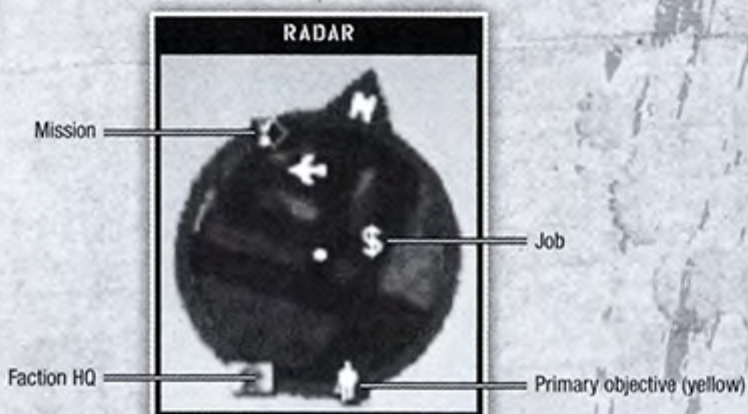 RADAR
N
Mission
$
Job
Faction HQ
Primary objective (yellow)